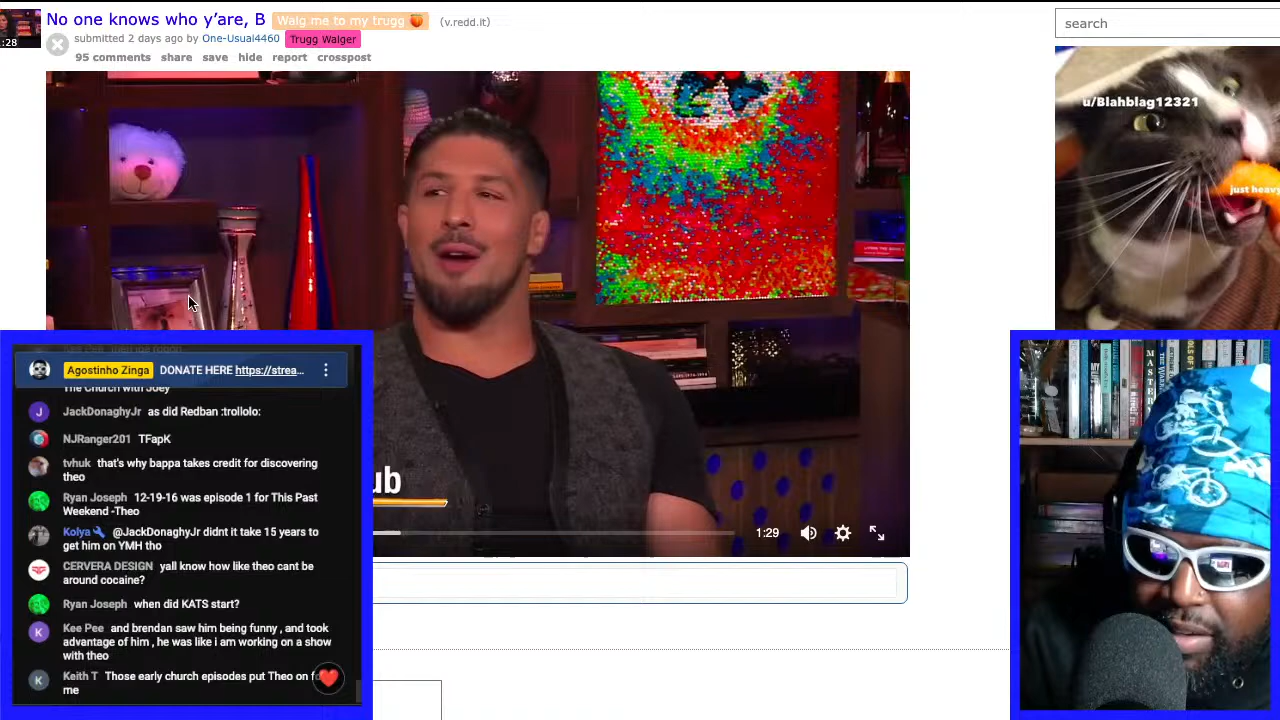 No one knows who y’are, B Walg me to my trugg 🍑 (v.redd.it)
:28
submitted 2 days ago by One-Usual4460 Trugg Walger
95 comments share save hide report crosspost
search
u/Blahblag12321
just heavy
ub
1:29
Agostinho Zinga DONATE HERE https://strea...
The Church with Joey
JackDonaghyJr as did Redban :trollolo:
NJRanger201 TFapK
tvhuk that's why bappa takes credit for discovering
theo
Ryan Joseph 12-19-16 was episode 1 for This Past
Weekend -Theo
Kolya @JackDonaghyJr didnt it take 15 years to
get him on YMH tho
CERVERA DESIGN yall know how like theo cant be
around cocaine?
Ryan Joseph when did KATS start?
Kee Pee and brendan saw him being funny , and took
advantage of him , he was like i am working on a show
with theo
Keith T Those early church episodes put Theo on
me
MASTER